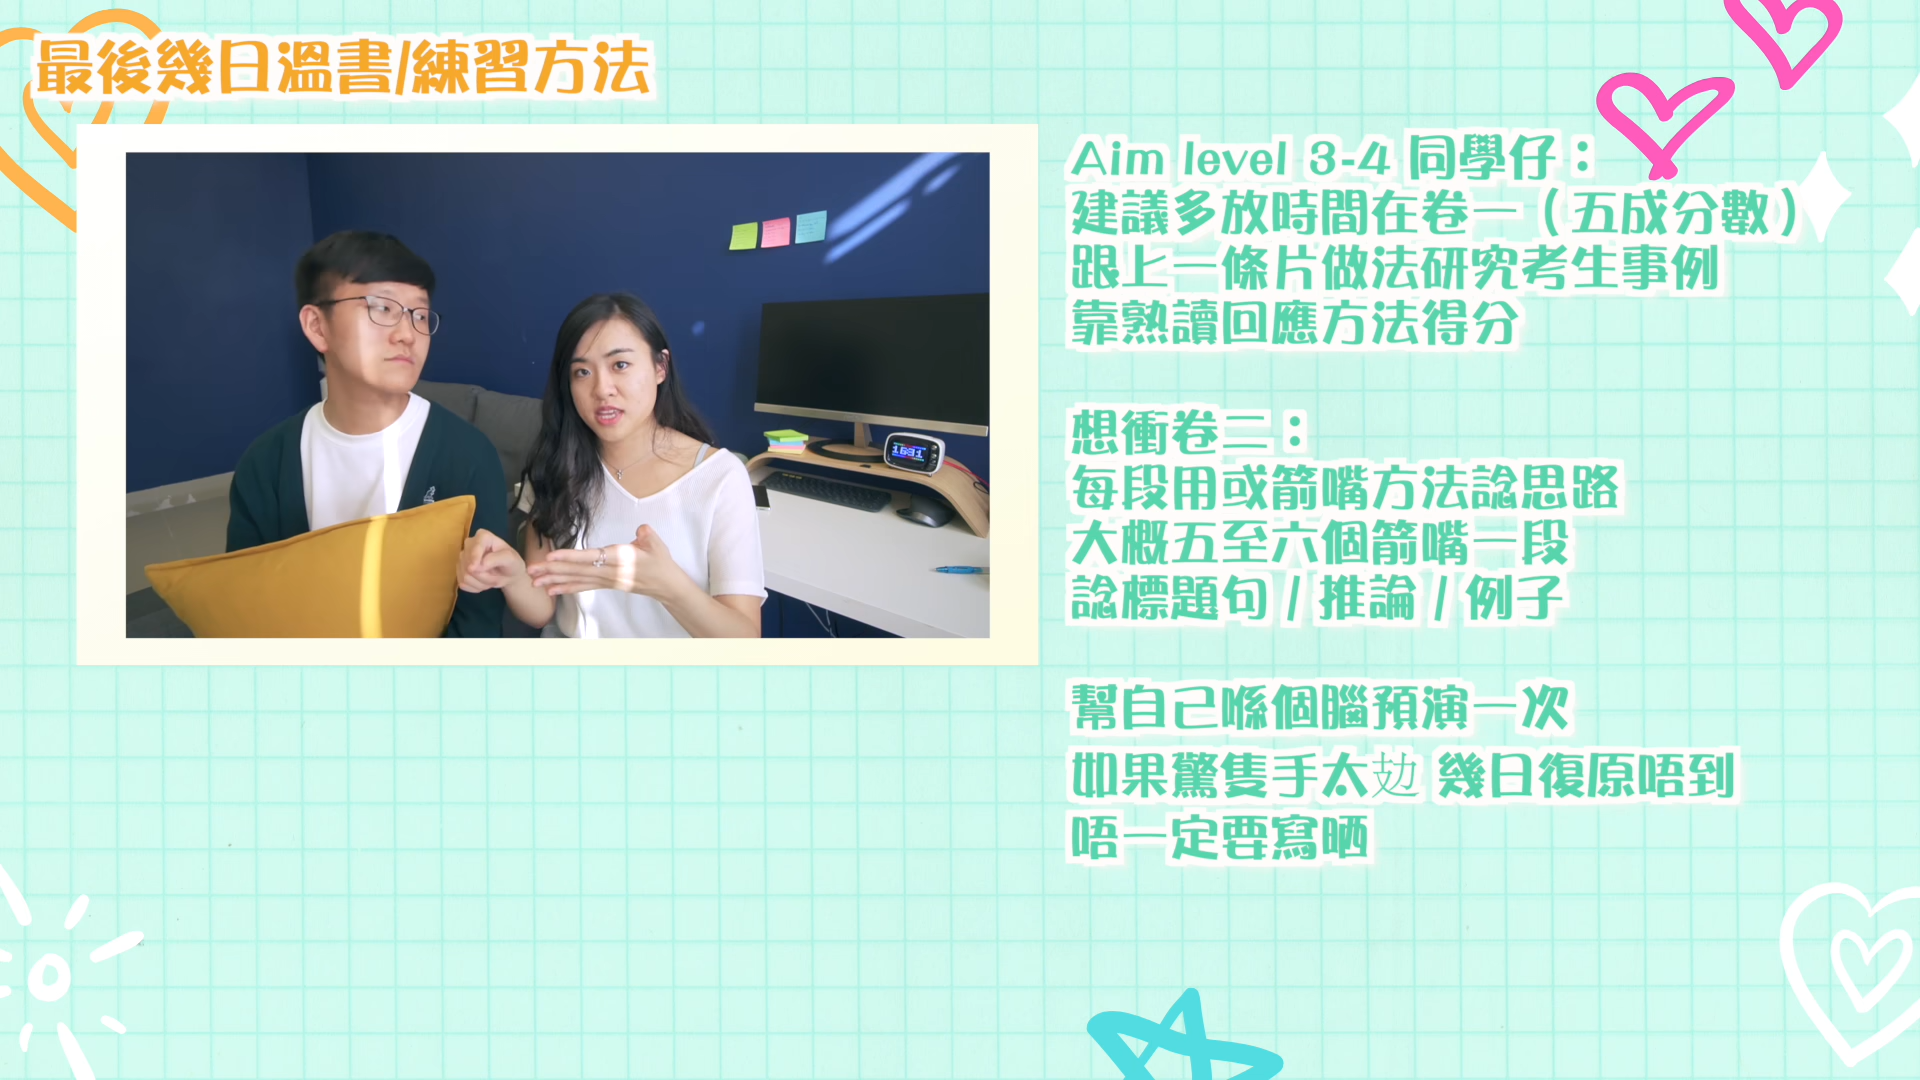 最後幾日溫書/練習方法
Aim level 3-4 同學仔：
建議多放時間在卷一（五成分數）
跟上一條片做法研究考生事例
靠熟讀回應方法得分
想衝卷二：
每段用或箭嘴方法諗思路
大概五至六個箭嘴一段
諗標題句 / 推論 / 例子
幫自己喺個腦預演一次
如果驚隻手太攰 幾日復原唔到
唔一定要寫晒